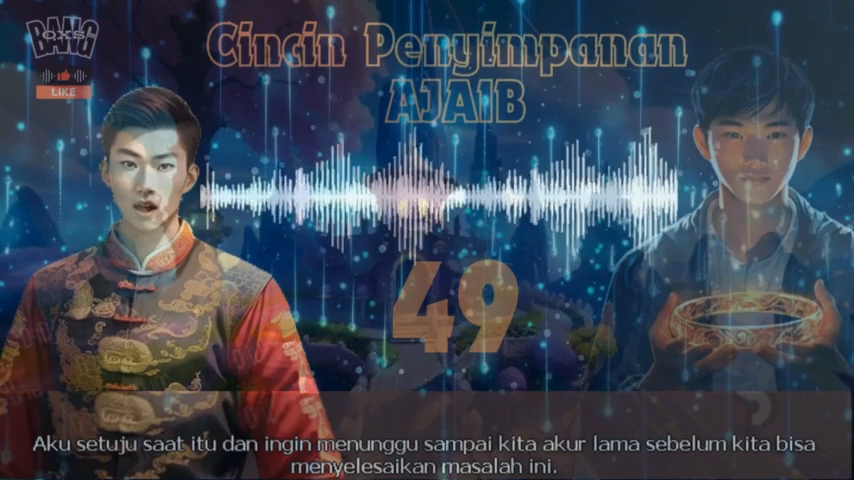 BANG
OXS
LIKE
Cincin Penyimpanan
AJAIB
49
Aku setuju saat itu dan ingin menunggu sampai kita akur lama sebelum kita bisa
menyelesaikan masalah ini.